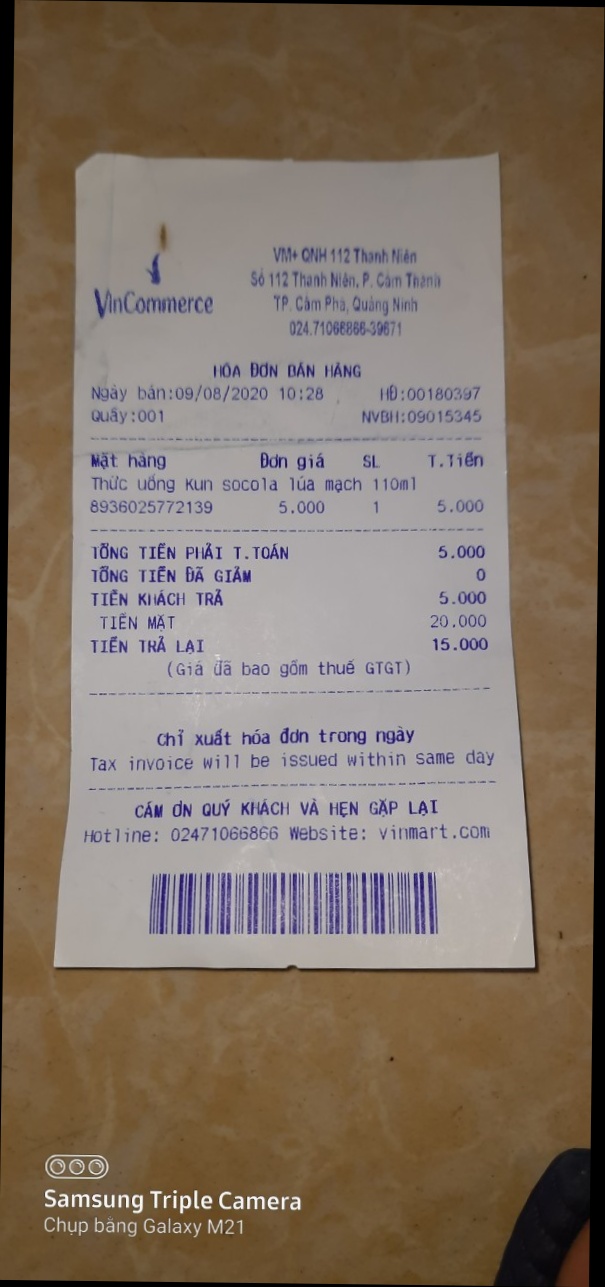 VinCommerce
VM+ QNH 112 Thanh Niên
Số 112 Thanh Niên, P. Cẩm Thành
TP. Cẩm Phả, Quảng Ninh
024.71066866-39671
HÓA ĐƠN BÁN HÀNG
Ngày bán:09/08/2020 10:28 HĐ:00180397
Quầy:001 NVBH:09015345
Mặt hàng Đơn giá SL T.Tiền
Thức uống Kun socola lúa mạch 110ml
8936025772139 5.000 1 5.000
TỔNG TIỀN PHẢI T.TOÁN 5.000
TỔNG TIỀN ĐÃ GIẢM 0
TIỀN KHÁCH TRẢ 5.000
TIỀN MẶT 20.000
TIỀN TRẢ LẠI 15.000
(Giá đã bao gồm thuế GTGT)
Chỉ xuất hóa đơn trong ngày
Tax invoice will be issued within same day
CẢM ƠN QUÝ KHÁCH VÀ HẸN GẶP LẠI
Hotline: 02471066866 Website: vinmart.com
Samsung Triple Camera
Chụp bằng Galaxy M21